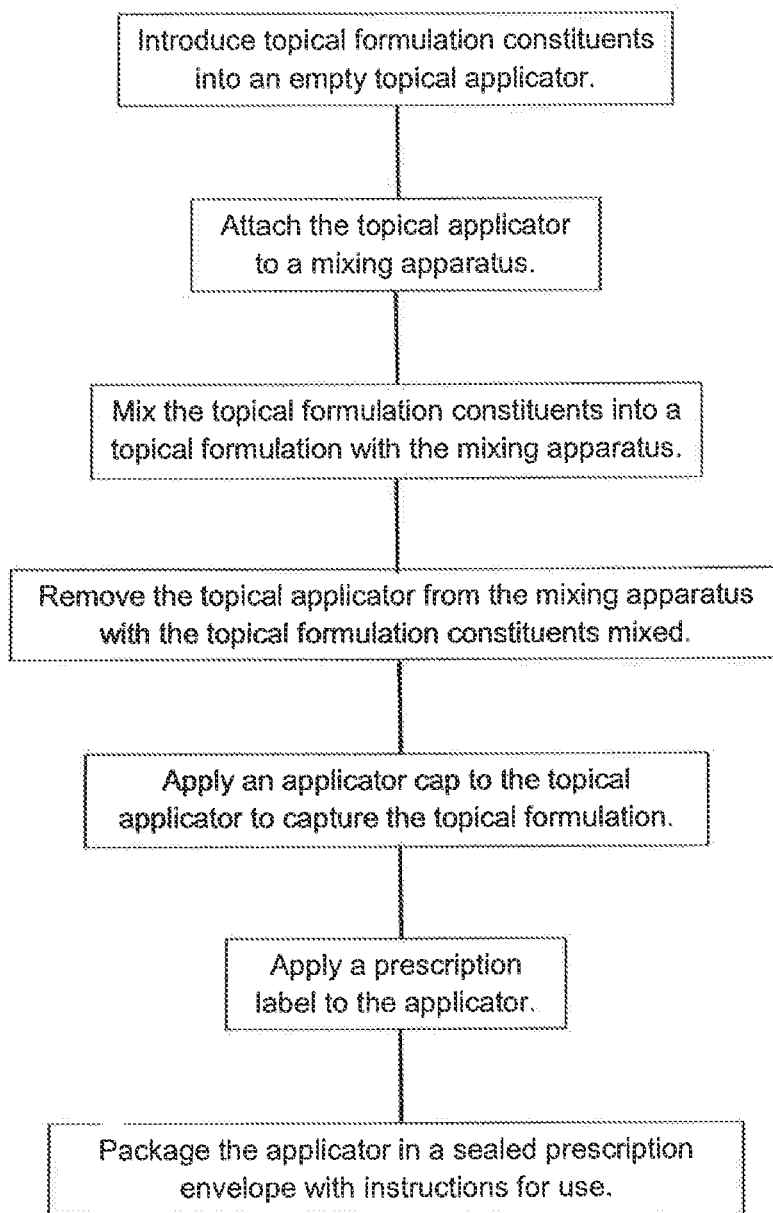 Introduce topical formulation constituents
into an empty topical applicator.
Attach the topical applicator
to a mixing apparatus.
Mix the topical formulation constituents into a
topical formulation with the mixing apparatus.
Remove the topical applicator from the mixing apparatus
with the topical formulation constituents mixed.
Apply an applicator cap to the topical
applicator to capture the topical formulation.
Apply a prescription
label to the applicator.
Package the applicator in a sealed prescription
envelope with instructions for use.